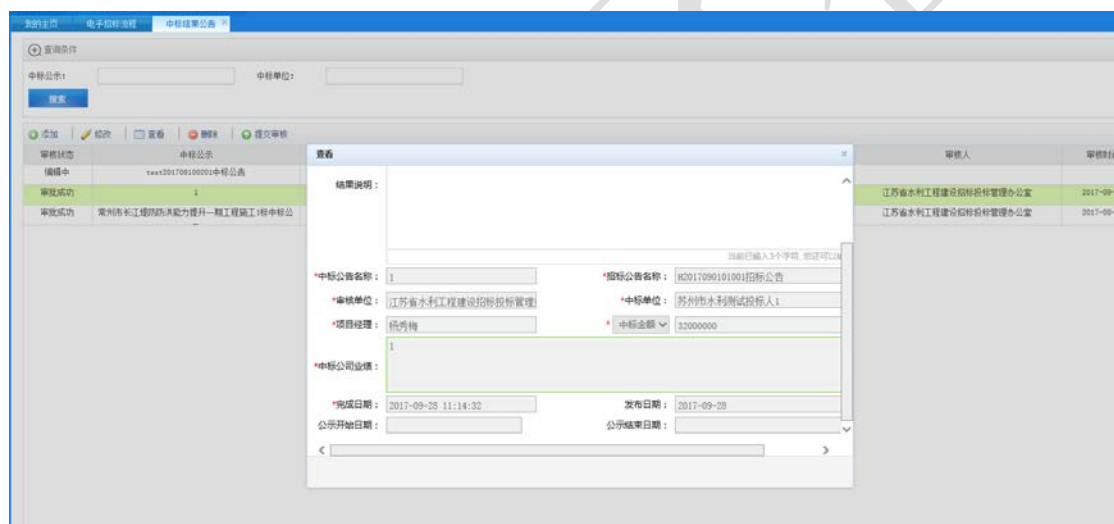 我的主页 电子招标流程 中标结果公告 ×
查询条件
中标公示: 中标单位:
搜索
添加 修改 查看 删除 提交审核
审核状态 中标公示 审核人 审核时间
编辑中 test201708100201中标公告
审批成功 1 江苏省水利工程建设招标投标管理办公室 2017-09-
审批成功 常州市长江堤防防洪能力提升一期工程施工1标中标公 江苏省水利工程建设招标投标管理办公室 2017-08-
查看 ×
结果说明:
当前已输入3个字符, 您还可以输
*中标公告名称: 1 *招标公告名称: H2017090101001招标公告
*审核单位: 江苏省水利工程建设招标投标管理 *中标单位: 苏州市水利测试投标人1
*项目经理: 杨秀梅 * 中标金额 32000000
*中标公司业绩: 1
*完成日期: 2017-09-28 11:14:32 发布日期: 2017-09-28
公示开始日期: 公示结束日期: